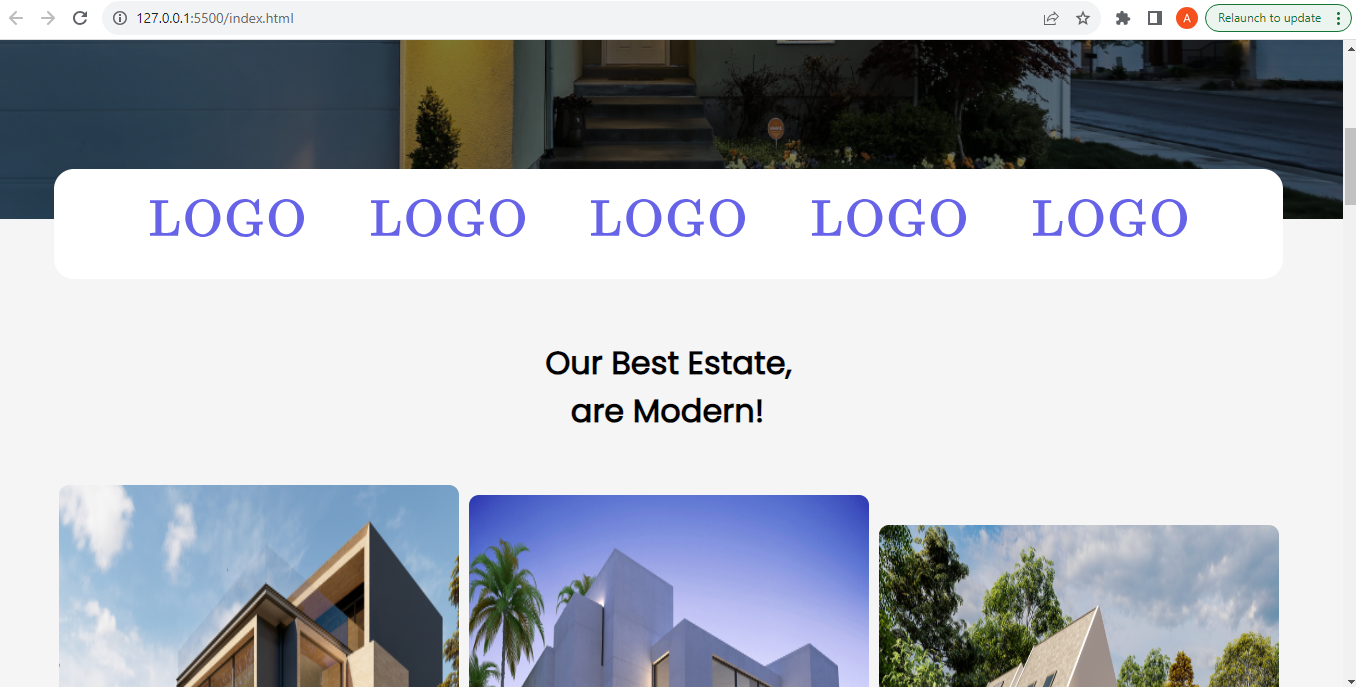 127.0.0.1:5500/index.html
A
Relaunch to update
LOGO LOGO LOGO LOGO LOGO
Our Best Estate,
are Modern!